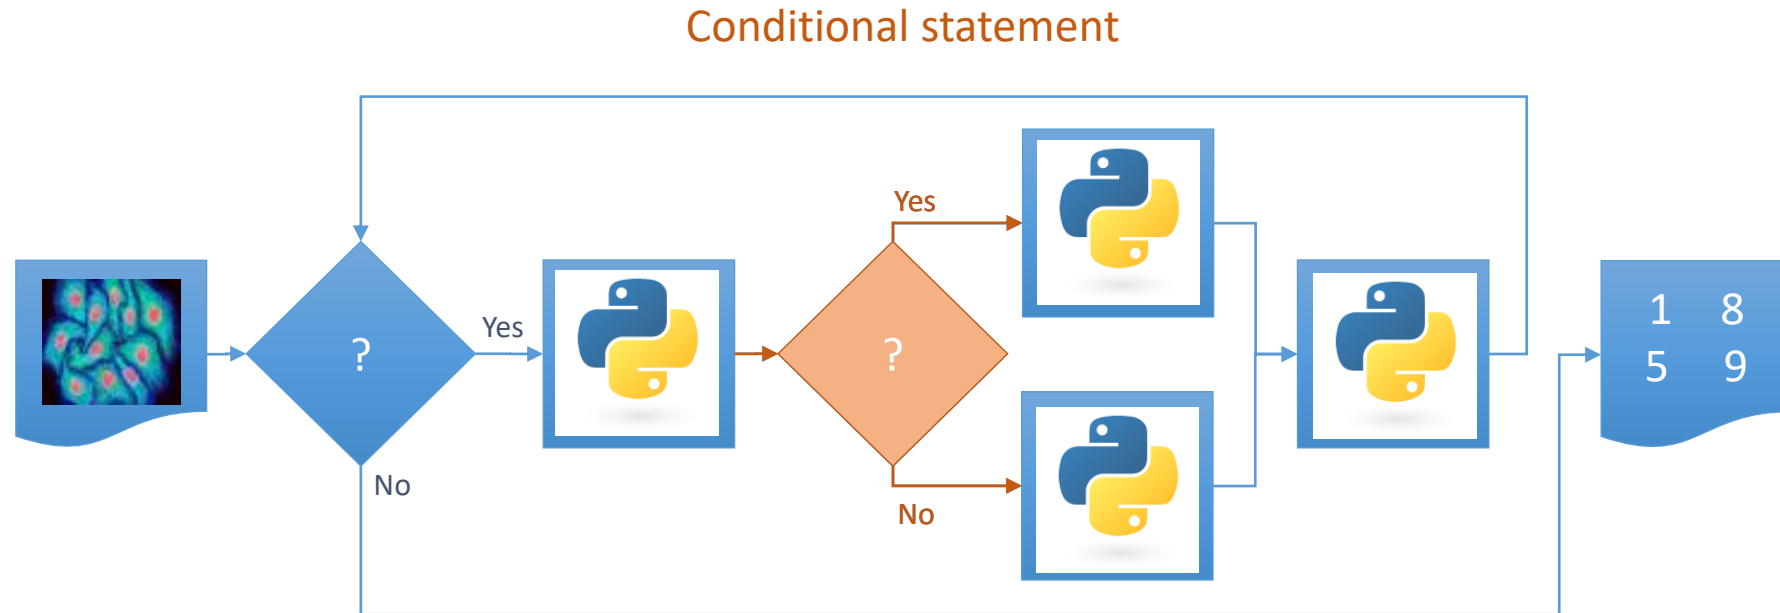 Conditional statement
Yes
?
Yes
?
1 8
5 9
No
No